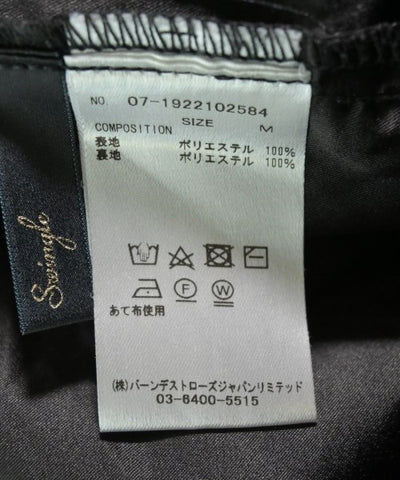 NO. 07-1922102584
SIZE M
COMPOSITION
表地 ポリエステル 100%
裏地 ポリエステル 100%
F W
あて布使用
(株)バーンデストローズジャパンリミテッド
03-6400-5515
Swingle